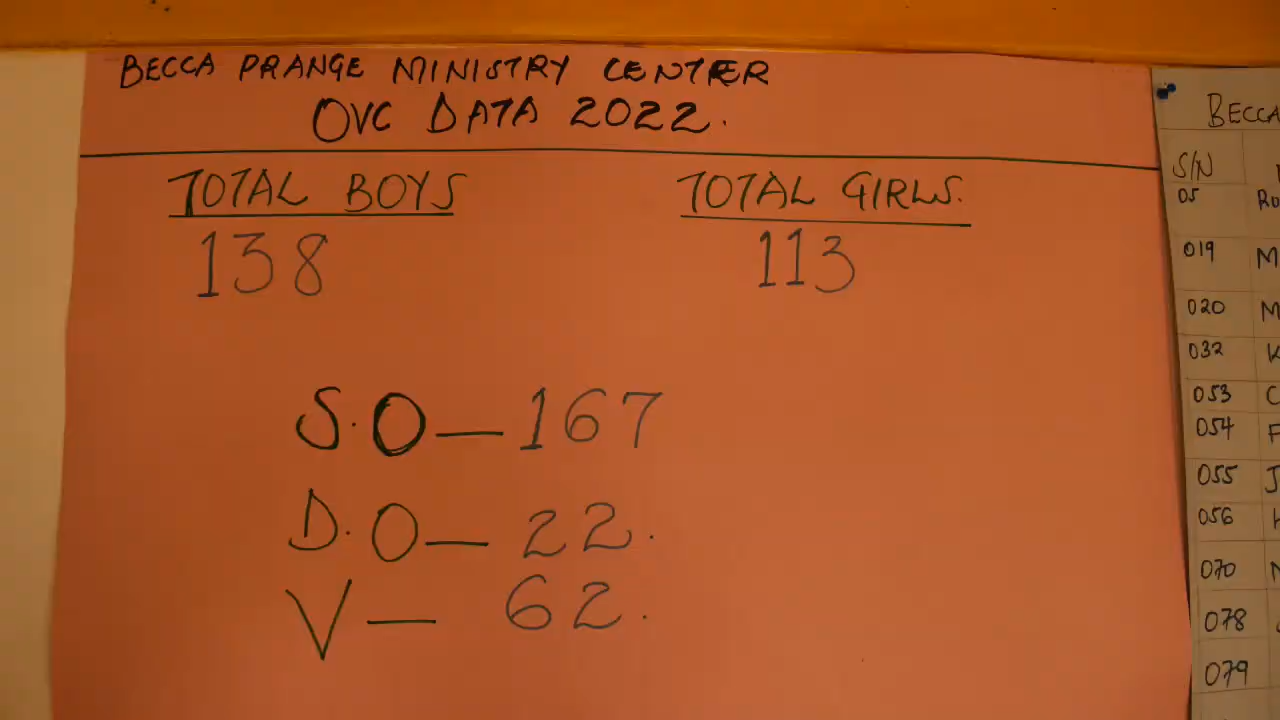 BECCA PRANGE MINISTRY CENTER
OVC DATA 2022.
TOTAL BOYS
138
TOTAL GIRLS.
113
S.O — 167
D.O — 22.
V — 62.
BECCA
S/N
05
019
020
032
053
054
055
056
070
078
079